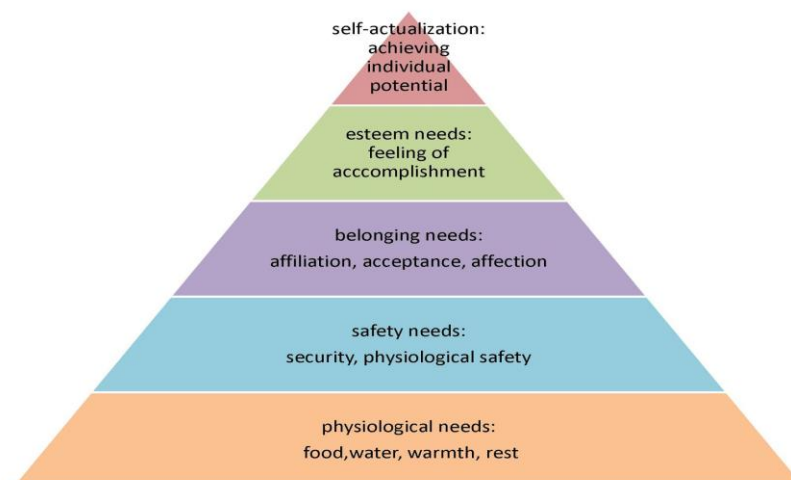 self-actualization:
achieving
individual
potential
esteem needs:
feeling of
acccomplishment
belonging needs:
affiliation, acceptance, affection
safety needs:
security, physiological safety
physiological needs:
food,water, warmth, rest